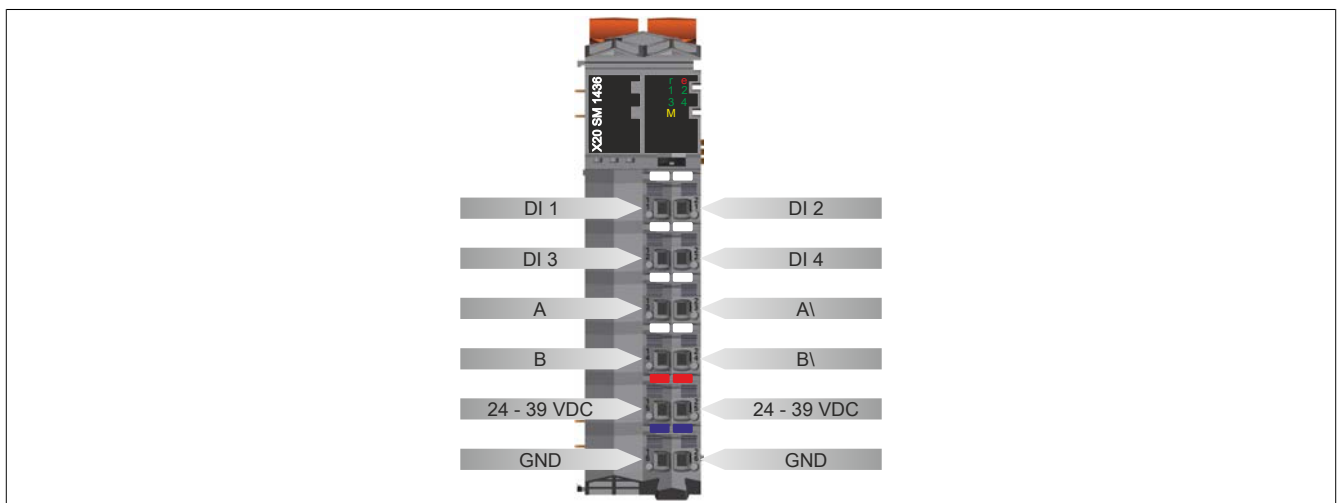 X20 SM 1436
r e
1 2
3 4
M
DI 1 DI 2
DI 3 DI 4
A A\
B B\
24 - 39 VDC 24 - 39 VDC
GND GND